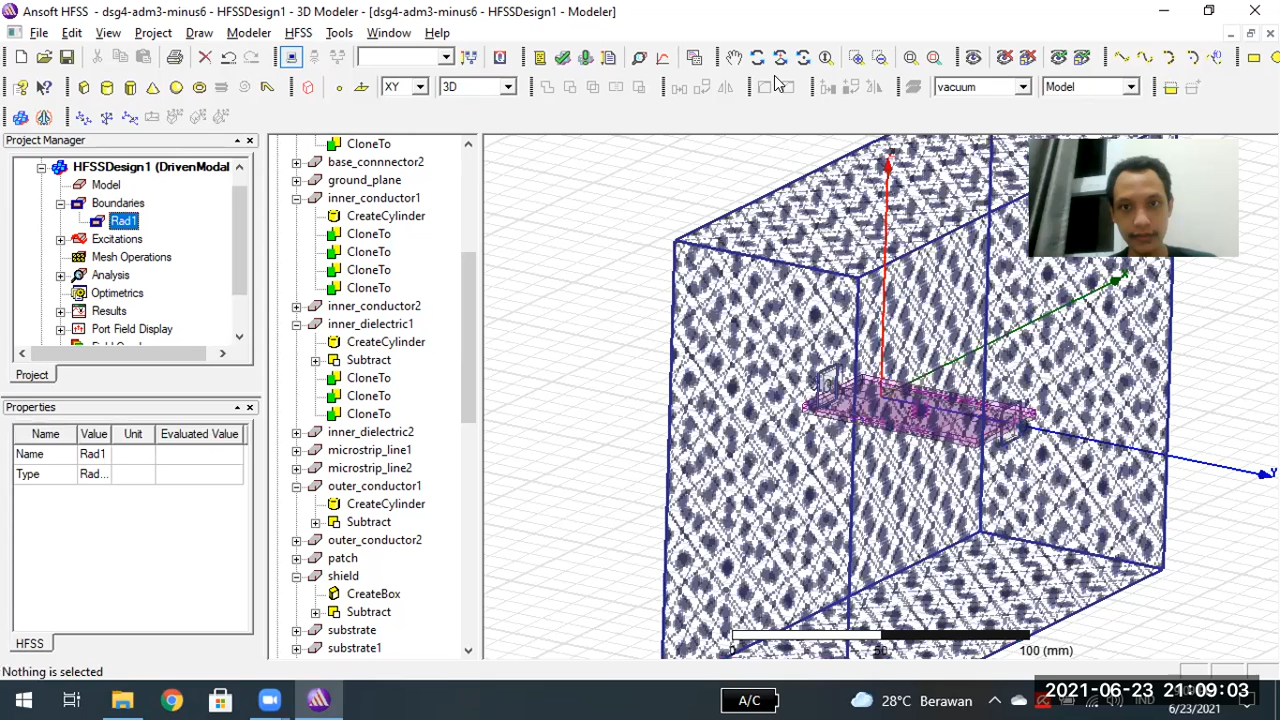 Ansoft HFSS - dsg4-adm3-minus6 - HFSSDesign1 - 3D Modeler - [dsg4-adm3-minus6 - HFSSDesign1 - Modeler]
File Edit View Project Draw Modeler HFSS Tools Window Help
XY 3D vacuum Model
Project Manager
HFSSDesign1 (DrivenModal
Model
Boundaries
Rad1
Excitations
Mesh Operations
Analysis
Optimetrics
Results
Port Field Display
Project
Properties
Name Value Unit Evaluated Value
Name Rad1
Type Rad...
HFSS
CloneTo
base_connnector2
ground_plane
inner_conductor1
CreateCylinder
CloneTo
CloneTo
CloneTo
CloneTo
inner_conductor2
inner_dielectric1
CreateCylinder
Subtract
CloneTo
CloneTo
CloneTo
inner_dielectric2
microstrip_line1
microstrip_line2
outer_conductor1
CreateCylinder
Subtract
outer_conductor2
patch
shield
CreateBox
Subtract
substrate
substrate1
Y
0 50 100 (mm)
Nothing is selected
A/C
28°C Berawan
IND
2021-06-23 21:09:03
6/23/2021